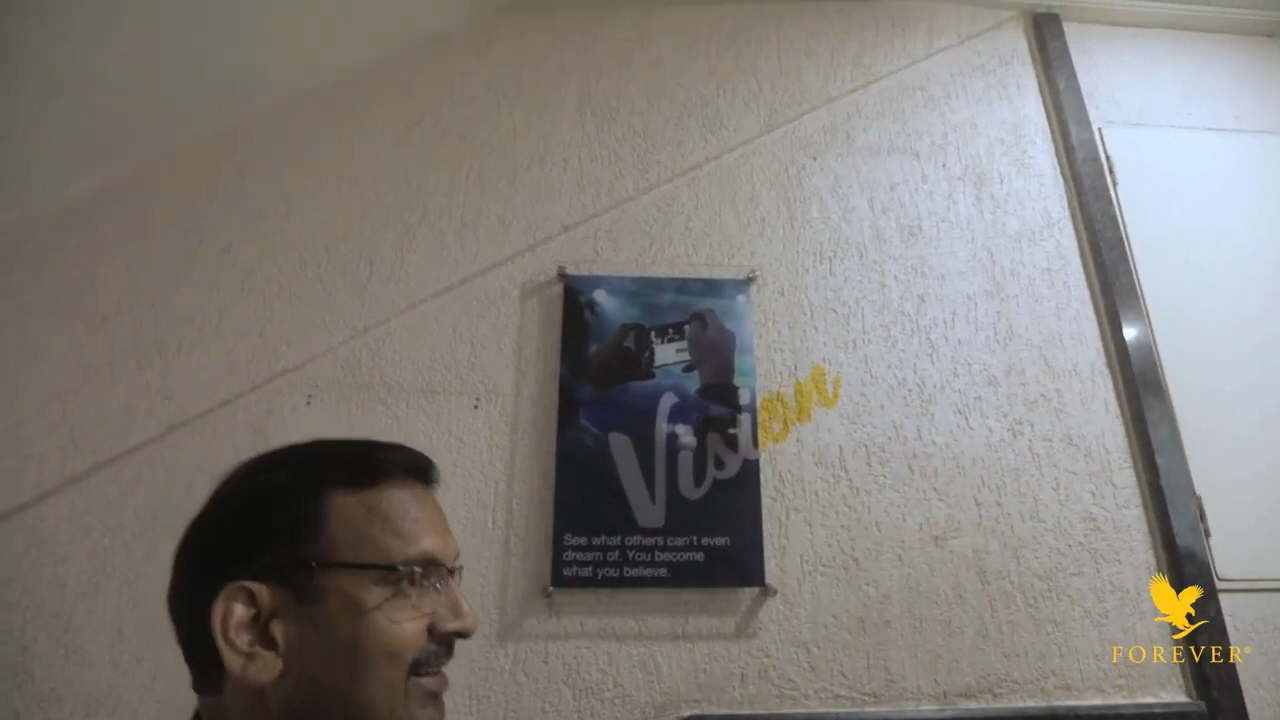 Vision
See what others can't even
dream of. You become
what you believe.
FOREVER®